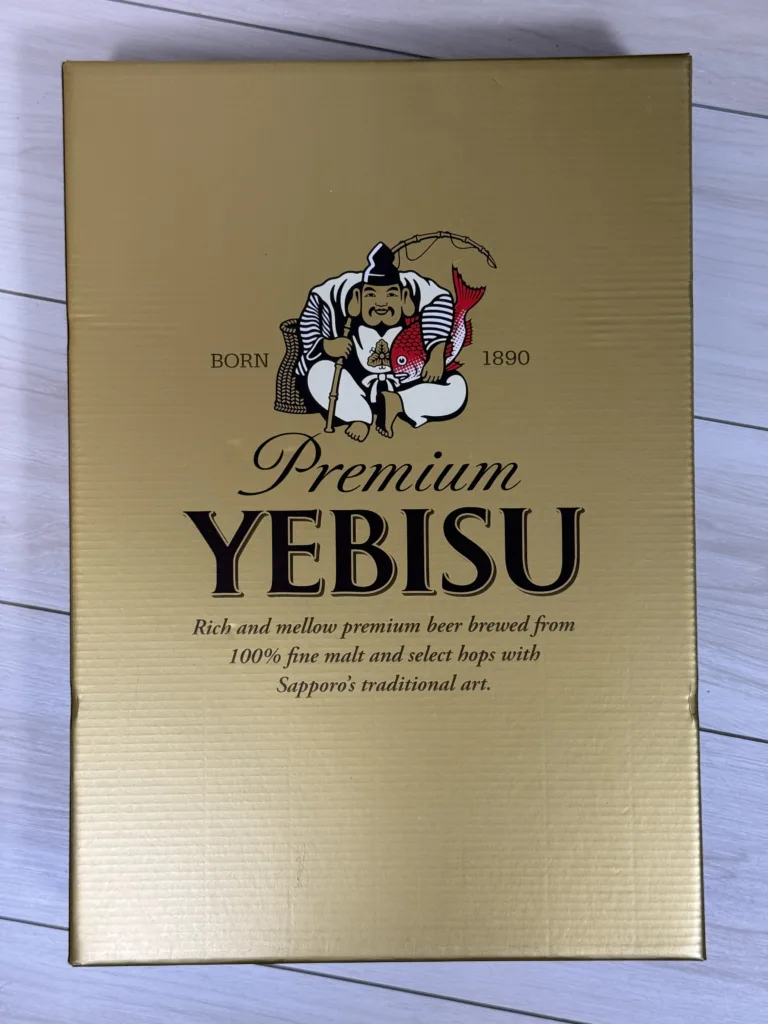 BORN 1890
Premium
YEBISU
Rich and mellow premium beer brewed from
100% fine malt and select hops with
Sapporo's traditional art.